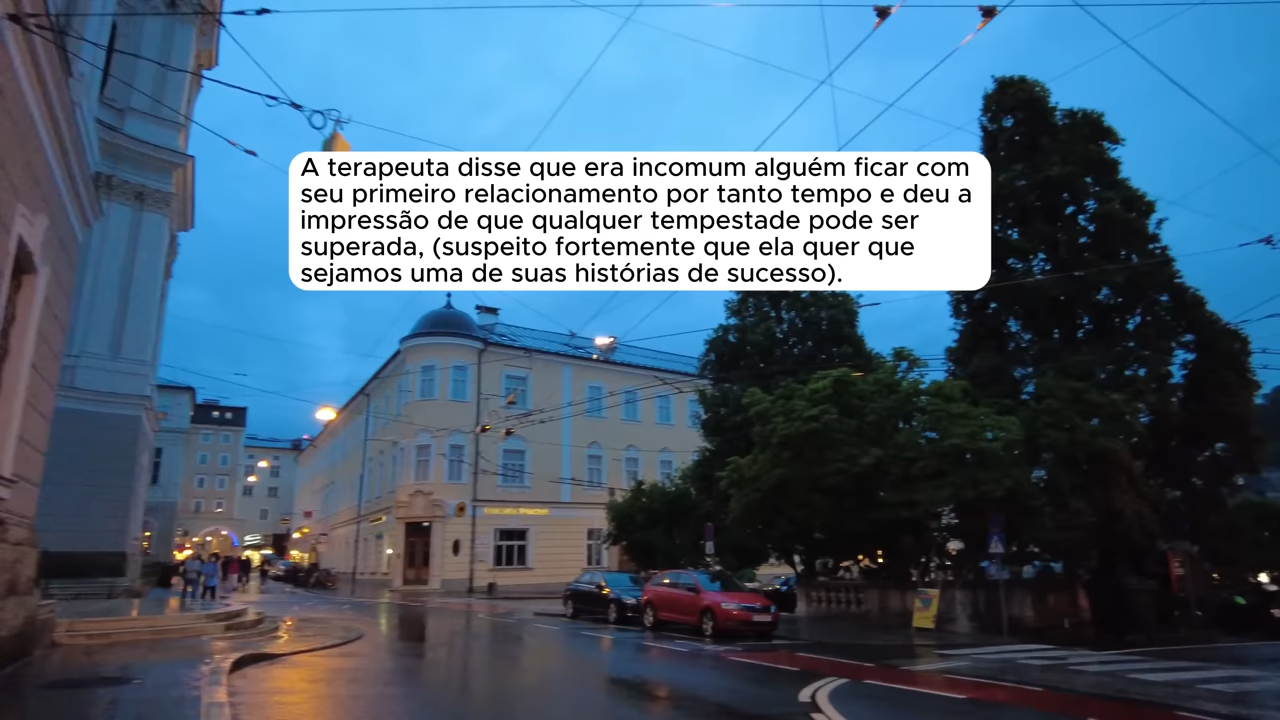 A terapeuta disse que era incomum alguém ficar com
seu primeiro relacionamento por tanto tempo e deu a
impressão de que qualquer tempestade pode ser
superada, (suspeito fortemente que ela quer que
sejamos uma de suas histórias de sucesso).